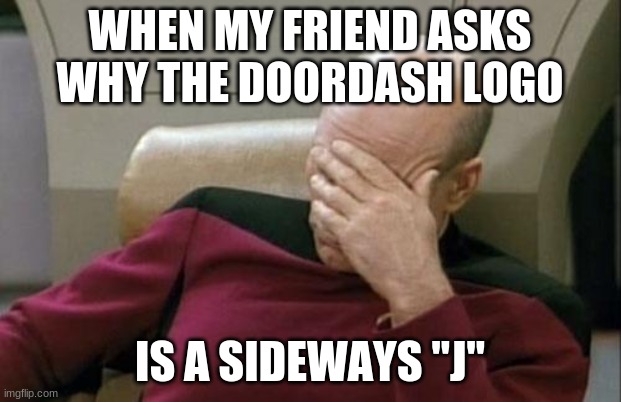 WHEN MY FRIEND ASKS
WHY THE DOORDASH LOGO
IS A SIDEWAYS "J"
imgflip.com